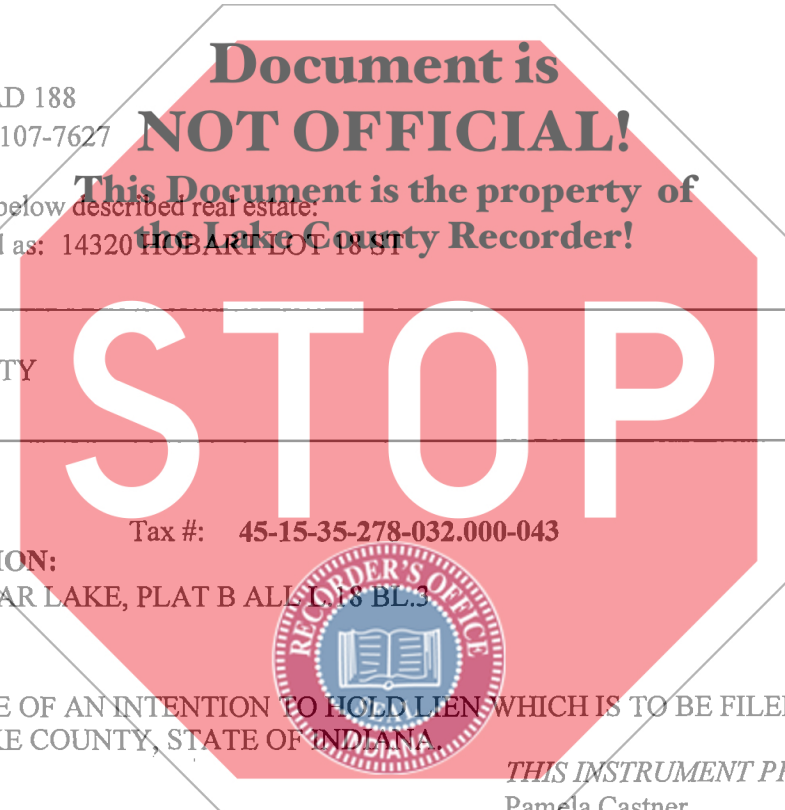 Document is
AD 188
NOT OFFICIAL!
107-7627
This Document is the property of
below described real estate:
the Lake County Recorder!
as: 14320 HOBART LOT 18 ST
TY
STOP
Tax #: 45-15-35-278-032.000-043
ION:
AR LAKE, PLAT B ALL L.18 BL.3
RECORDER'S OFFICE
INDIANA
E OF AN INTENTION TO HOLD LIEN WHICH IS TO BE FILED
KE COUNTY, STATE OF INDIANA.
THIS INSTRUMENT
Pamela Castner